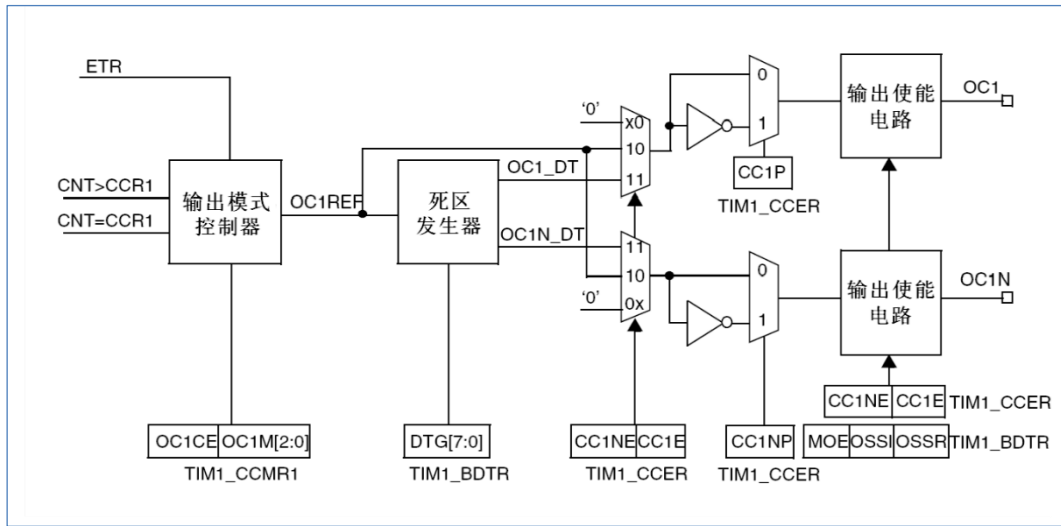 ETR
CNT>CCR1
CNT=CCR1
输出模式
控制器
OC1REF
死区
发生器
OC1_DT
OC1N_DT
‘0’
x0
10
11
11
10
‘0’
0x
0
1
CC1P
TIM1_CCER
0
1
输出使能
电路
OC1
输出使能
电路
OC1N
CC1NE CC1E TIM1_CCER
OC1CE OC1M[2:0]
TIM1_CCMR1
DTG[7:0]
TIM1_BDTR
CC1NE CC1E
TIM1_CCER
CC1NP
TIM1_CCER
MOE OSSI OSSR TIM1_BDTR